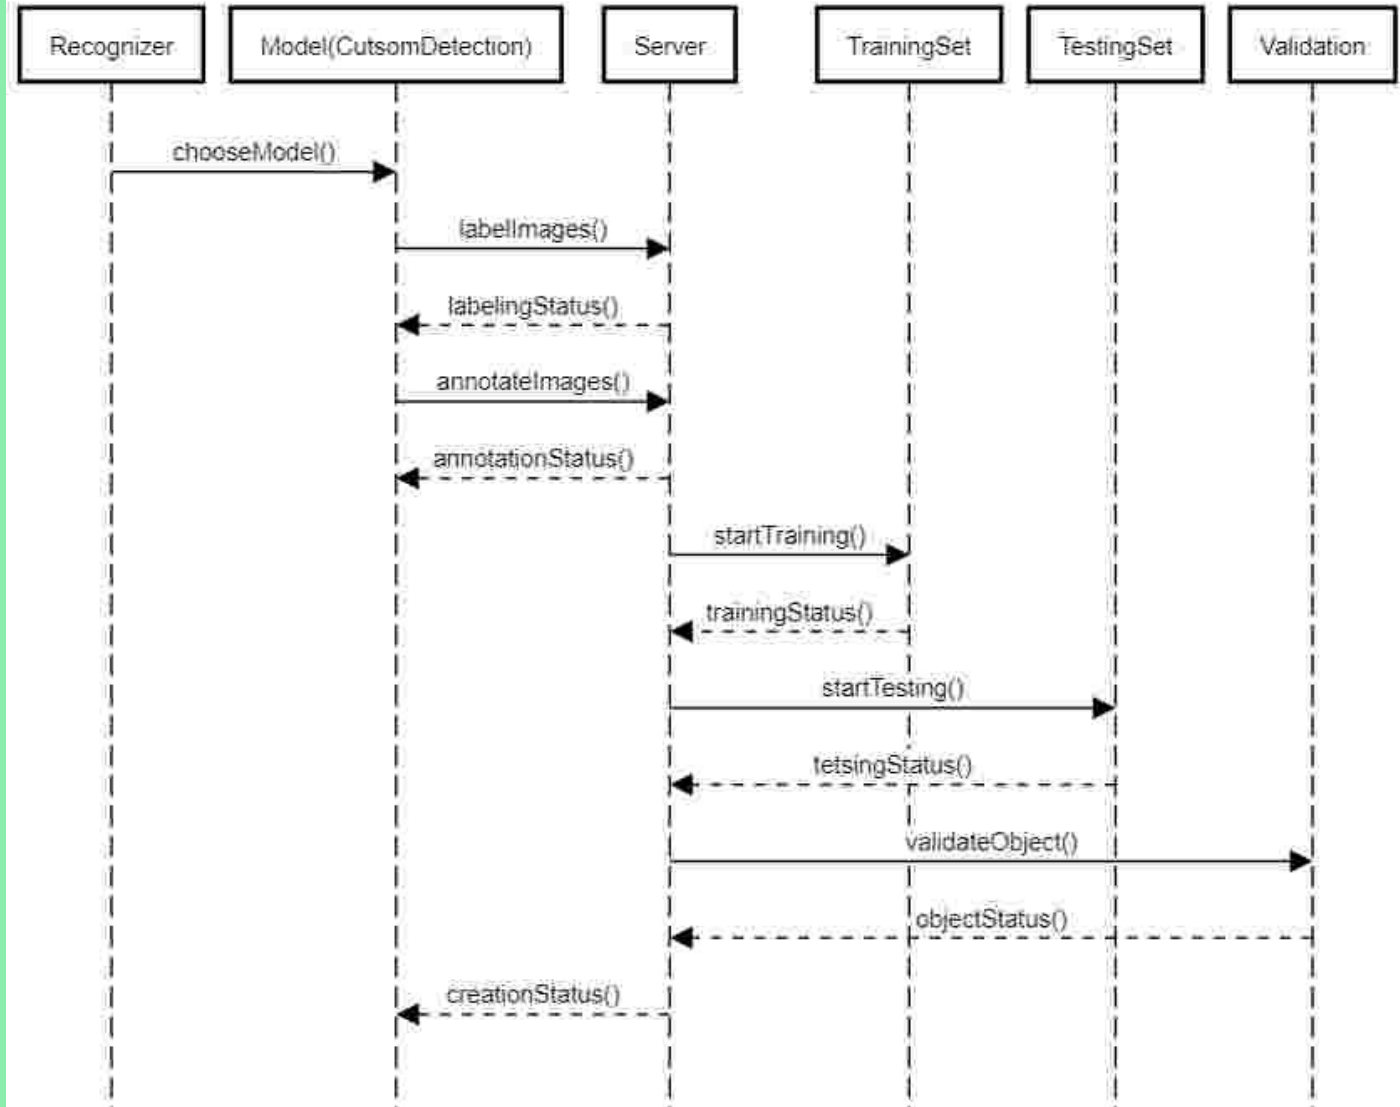 Recognizer
Model(CutsomDetection)
Server
TrainingSet
TestingSet
Validation
chooseModel()
labelImages()
labelingStatus()
annotateImages()
annotationStatus()
startTraining()
trainingStatus()
startTesting()
tetsingStatus()
validateObject()
objectStatus()
creationStatus()